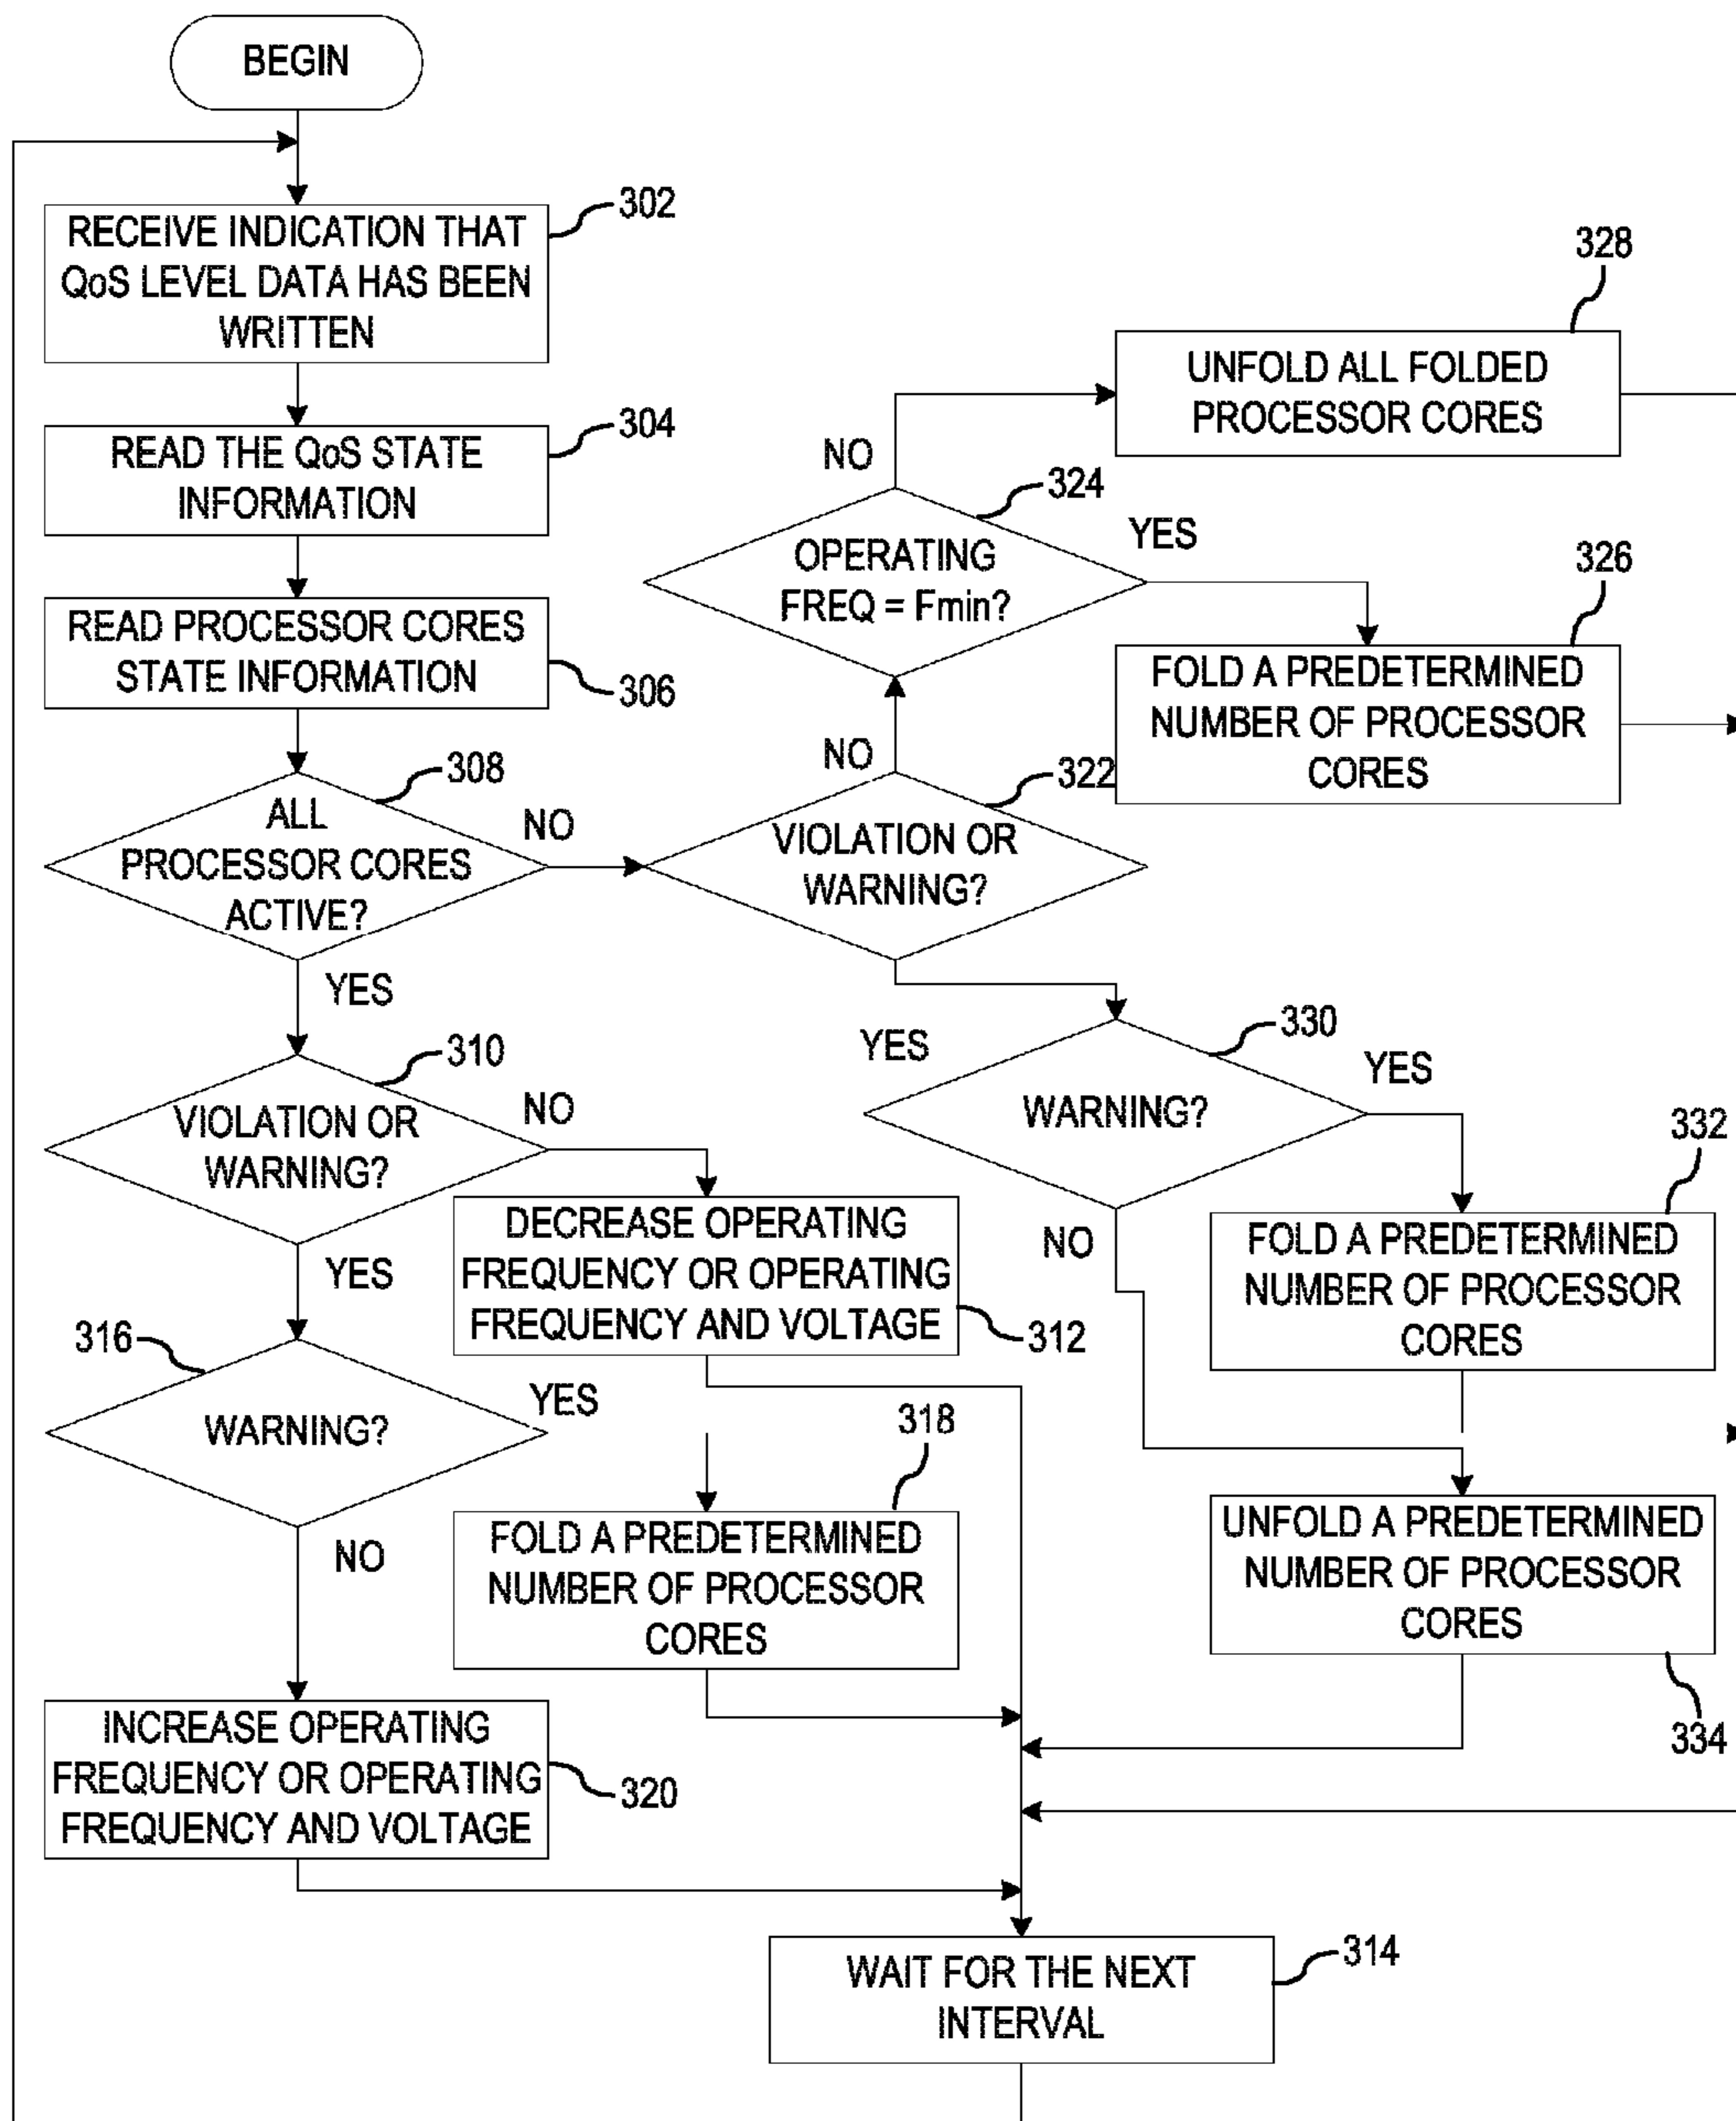 BEGIN
RECEIVE INDICATION THAT
QoS LEVEL DATA HAS BEEN
WRITTEN
302
READ THE QoS STATE
INFORMATION
304
READ PROCESSOR CORES
STATE INFORMATION
306
ALL
PROCESSOR CORES
ACTIVE?
308
NO
YES
VIOLATION OR
WARNING?
310
NO
YES
DECREASE OPERATING
FREQUENCY OR OPERATING
FREQUENCY AND VOLTAGE
312
WARNING?
316
YES
NO
FOLD A PREDETERMINED
NUMBER OF PROCESSOR
CORES
318
INCREASE OPERATING
FREQUENCY OR OPERATING
FREQUENCY AND VOLTAGE
320
VIOLATION OR
WARNING?
322
NO
YES
OPERATING
FREQ = Fmin?
324
NO
YES
UNFOLD ALL FOLDED
PROCESSOR CORES
328
FOLD A PREDETERMINED
NUMBER OF PROCESSOR
CORES
326
WARNING?
330
YES
NO
FOLD A PREDETERMINED
NUMBER OF PROCESSOR
CORES
332
UNFOLD A PREDETERMINED
NUMBER OF PROCESSOR
CORES
334
WAIT FOR THE NEXT
INTERVAL
314